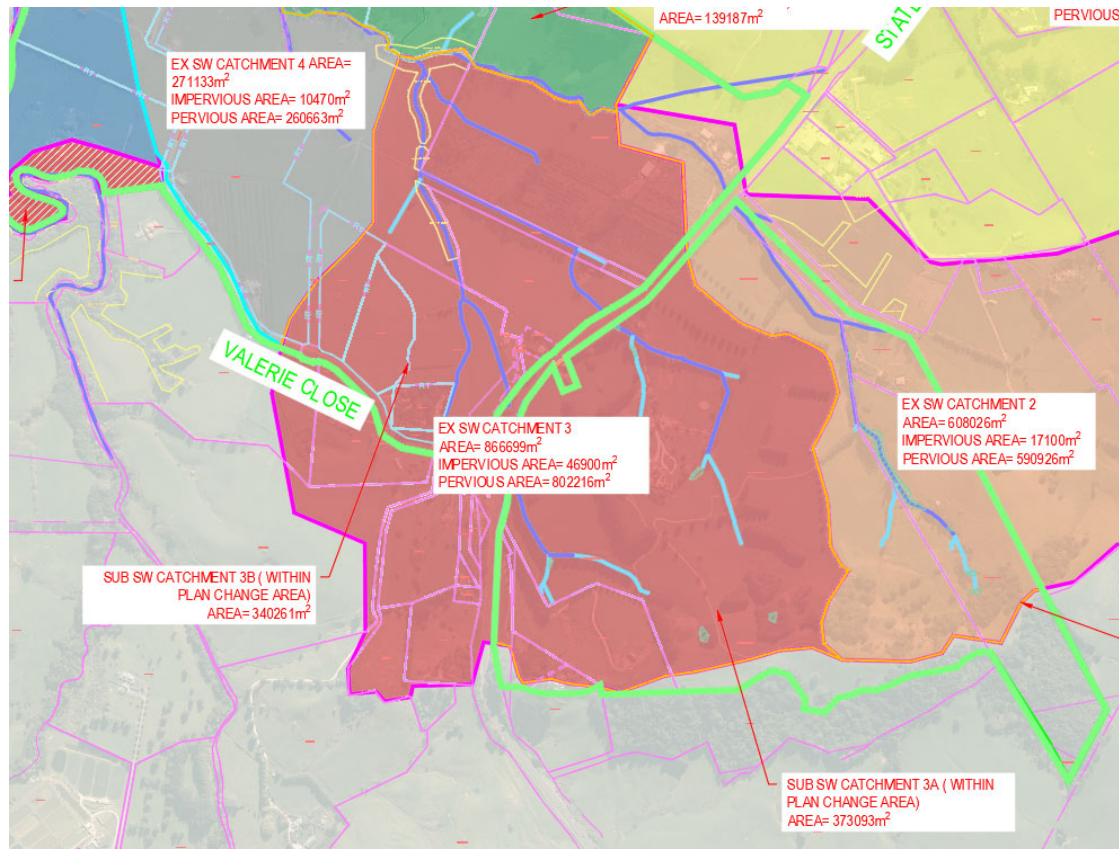 AREA= 139187m²
PERVIOUS
STATE
EX SW CATCHMENT 4 AREA=
271133m²
IMPERVIOUS AREA= 10470m²
PERVIOUS AREA= 260663m²
VALERIE CLOSE
EX SW CATCHMENT 2
AREA= 608026m²
IMPERVIOUS AREA= 17100m²
PERVIOUS AREA= 590926m²
EX SW CATCHMENT 3
AREA= 866699m²
IMPERVIOUS AREA= 46900m²
PERVIOUS AREA= 802216m²
SUB SW CATCHMENT 3B ( WITHIN
PLAN CHANGE AREA)
AREA= 340261m²
SUB SW CATCHMENT 3A ( WITHIN
PLAN CHANGE AREA)
AREA= 373093m²